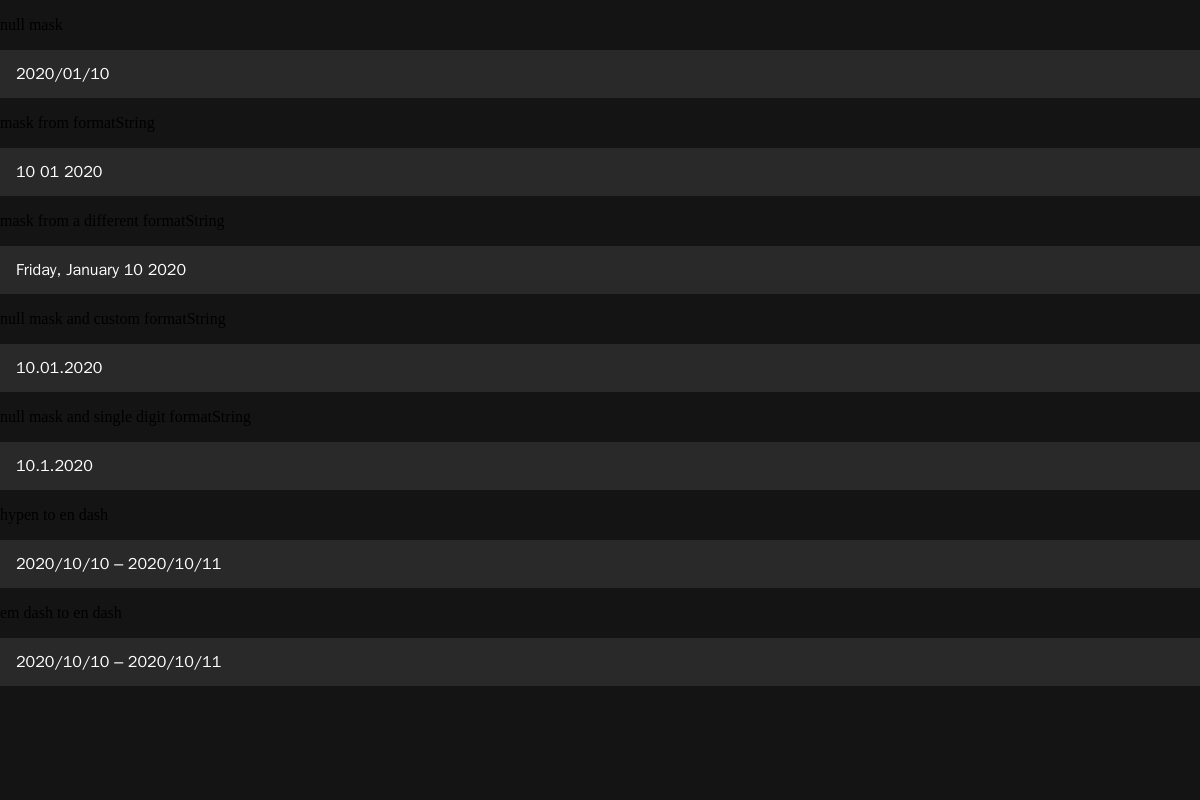 null mask
2020/01/10
mask from formatString
10 01 2020
mask from a different formatString
Friday, January 10 2020
null mask and custom formatString
10.01.2020
null mask and single digit formatString
10.1.2020
hypen to en dash
2020/10/10 – 2020/10/11
em dash to en dash
2020/10/10 – 2020/10/11